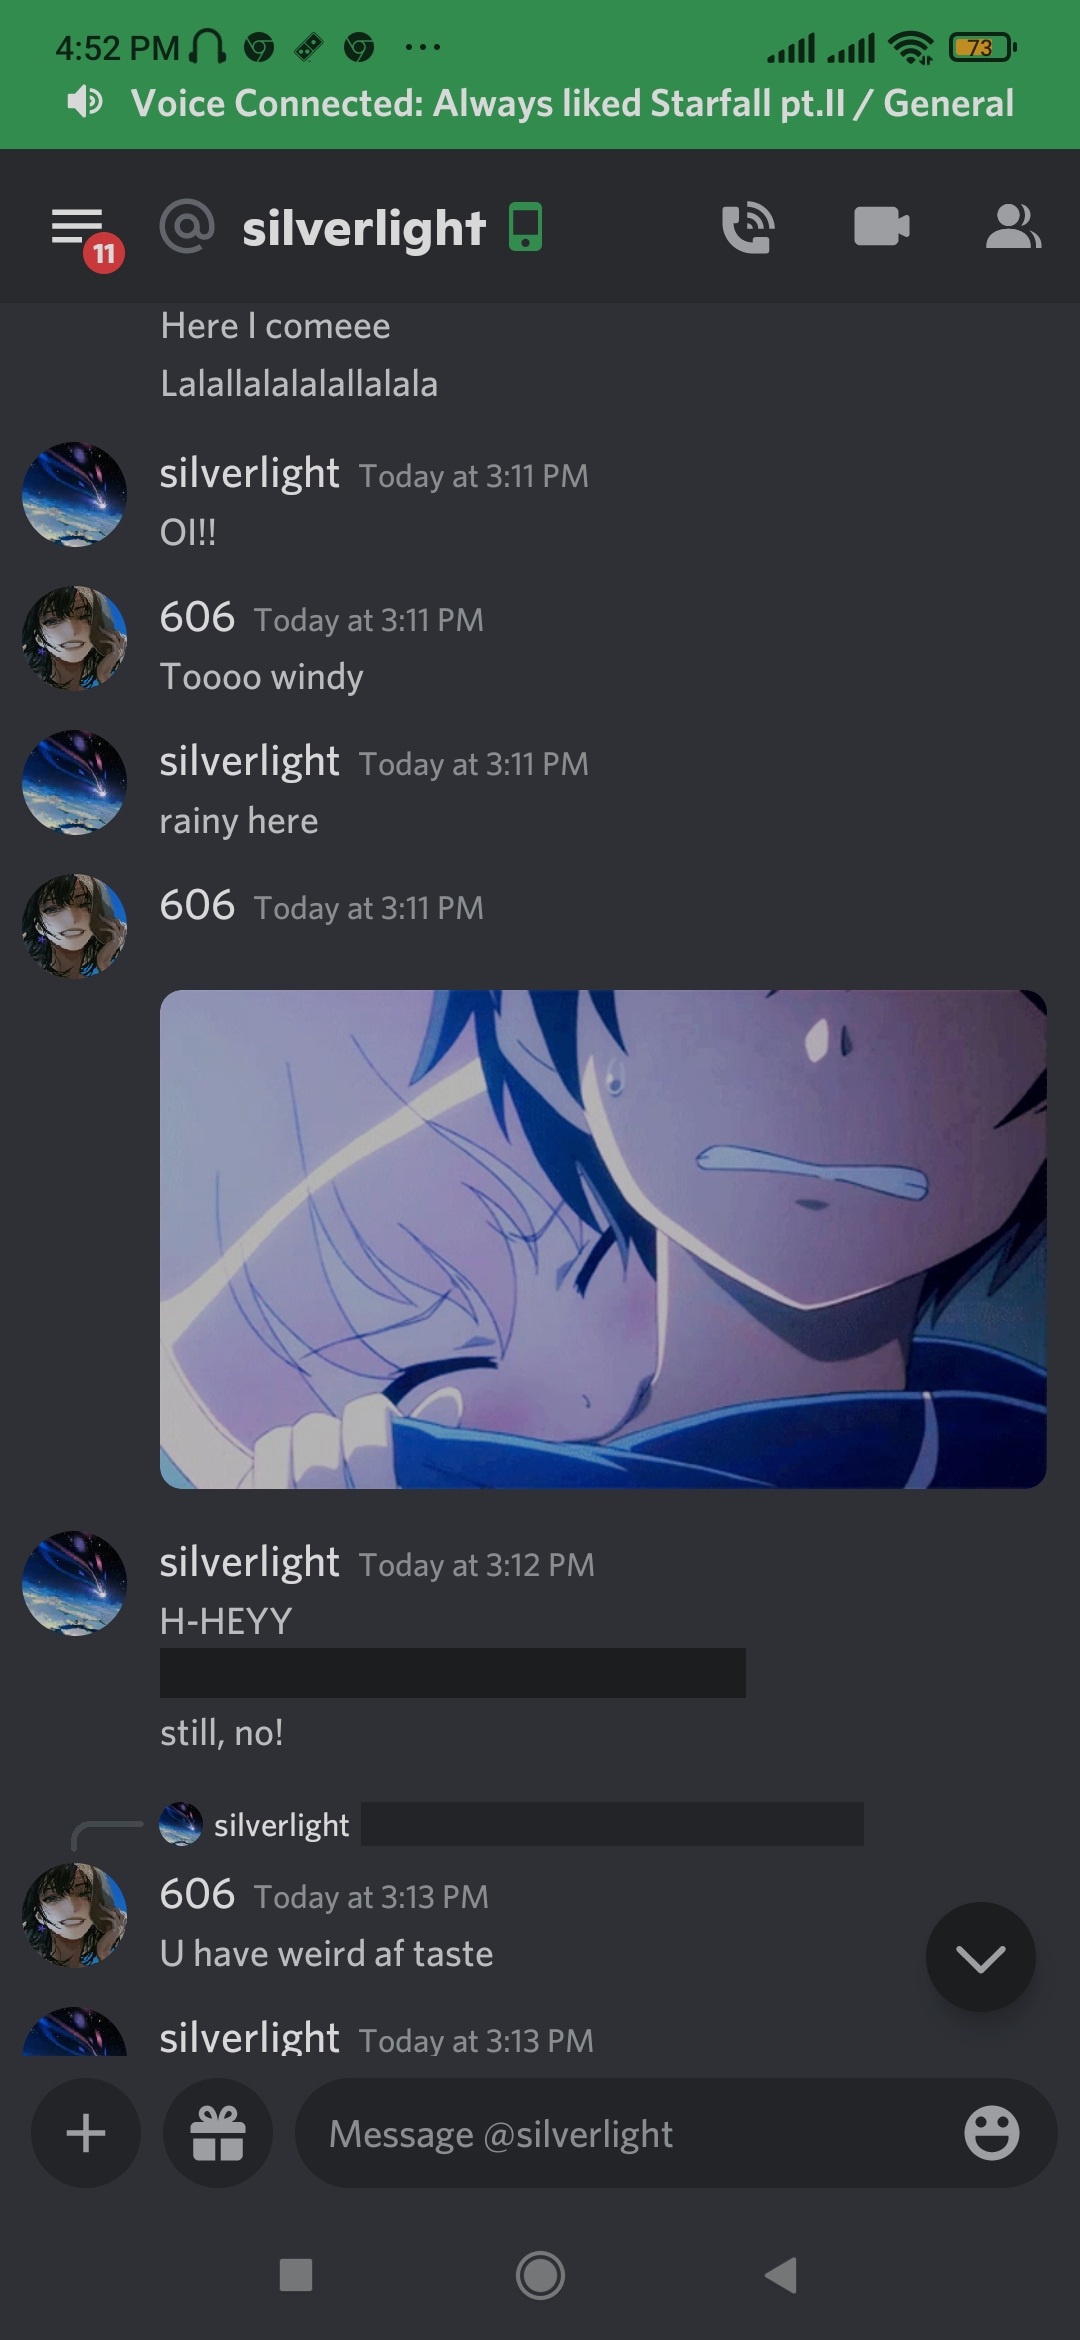 4:52 PM
73
Voice Connected: Always liked Starfall pt.II / General
11
@ silverlight
Here I comeee
Lalallalalalallalala
silverlight Today at 3:11 PM
OI!!
606 Today at 3:11 PM
Toooo windy
silverlight Today at 3:11 PM
rainy here
606 Today at 3:11 PM
silverlight Today at 3:12 PM
H-HEYY
still, no!
silverlight
606 Today at 3:13 PM
U have weird af taste
silverlight Today at 3:13 PM
Message @silverlight